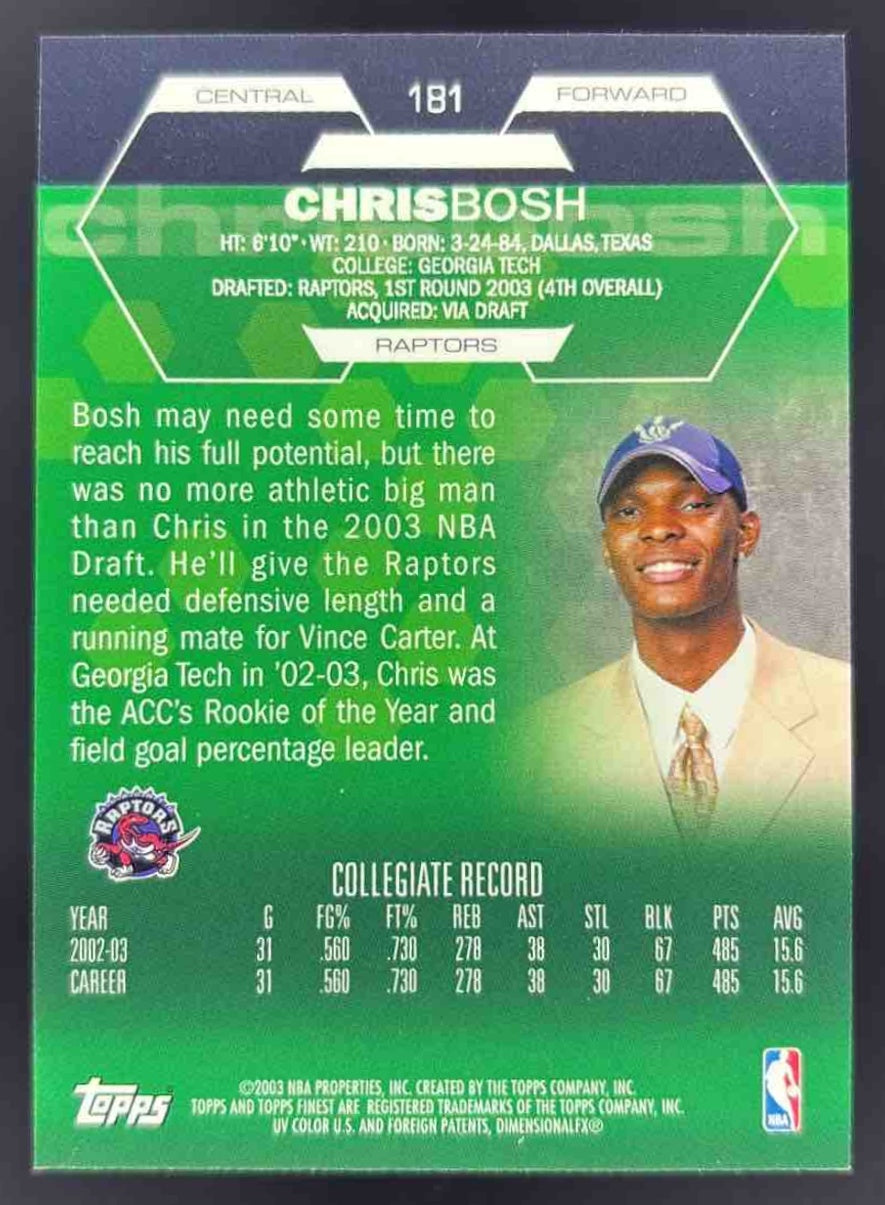 CENTRAL 181 FORWARD
chrisbosh
CHRISBOSH
HT: 6'10" · WT: 210 · BORN: 3-24-84, DALLAS, TEXAS
COLLEGE: GEORGIA TECH
DRAFTED: RAPTORS, 1ST ROUND 2003 (4TH OVERALL)
ACQUIRED: VIA DRAFT
RAPTORS
Bosh may need some time to
reach his full potential, but there
was no more athletic big man
than Chris in the 2003 NBA
Draft. He'll give the Raptors
needed defensive length and a
running mate for Vince Carter. At
Georgia Tech in '02-03, Chris was
the ACC's Rookie of the Year and
field goal percentage leader.
RAPTORS
COLLEGIATE RECORD
YEAR G FG% FT% REB AST STL BLK PTS AVG
2002-03 31 .560 .730 278 38 30 67 485 15.6
CAREER 31 .560 .730 278 38 30 67 485 15.6
Topps
©2003 NBA PROPERTIES, INC. CREATED BY THE TOPPS COMPANY, INC.
TOPPS AND TOPPS FINEST ARE REGISTERED TRADEMARKS OF THE TOPPS COMPANY, INC.
UV COLOR U.S. AND FOREIGN PATENTS, DIMENSIONALFX®
NBA